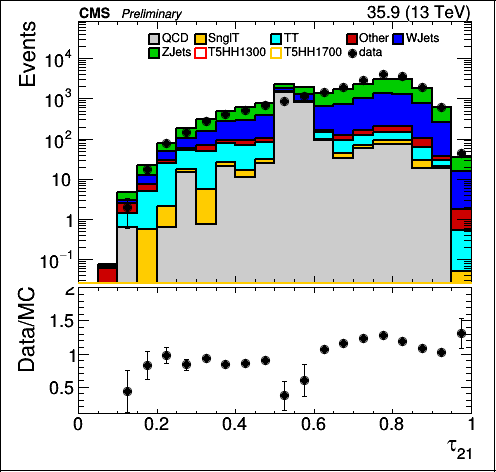 CMS Preliminary 35.9 (13 TeV)
QCD SnglT TT Other WJets
ZJets T5HH1300 T5HH1700 data
Events
10⁴
10³
10²
10
1
10⁻¹
Data/MC
2
1.5
1
0.5
0 0.2 0.4 0.6 0.8 1
τ₂₁